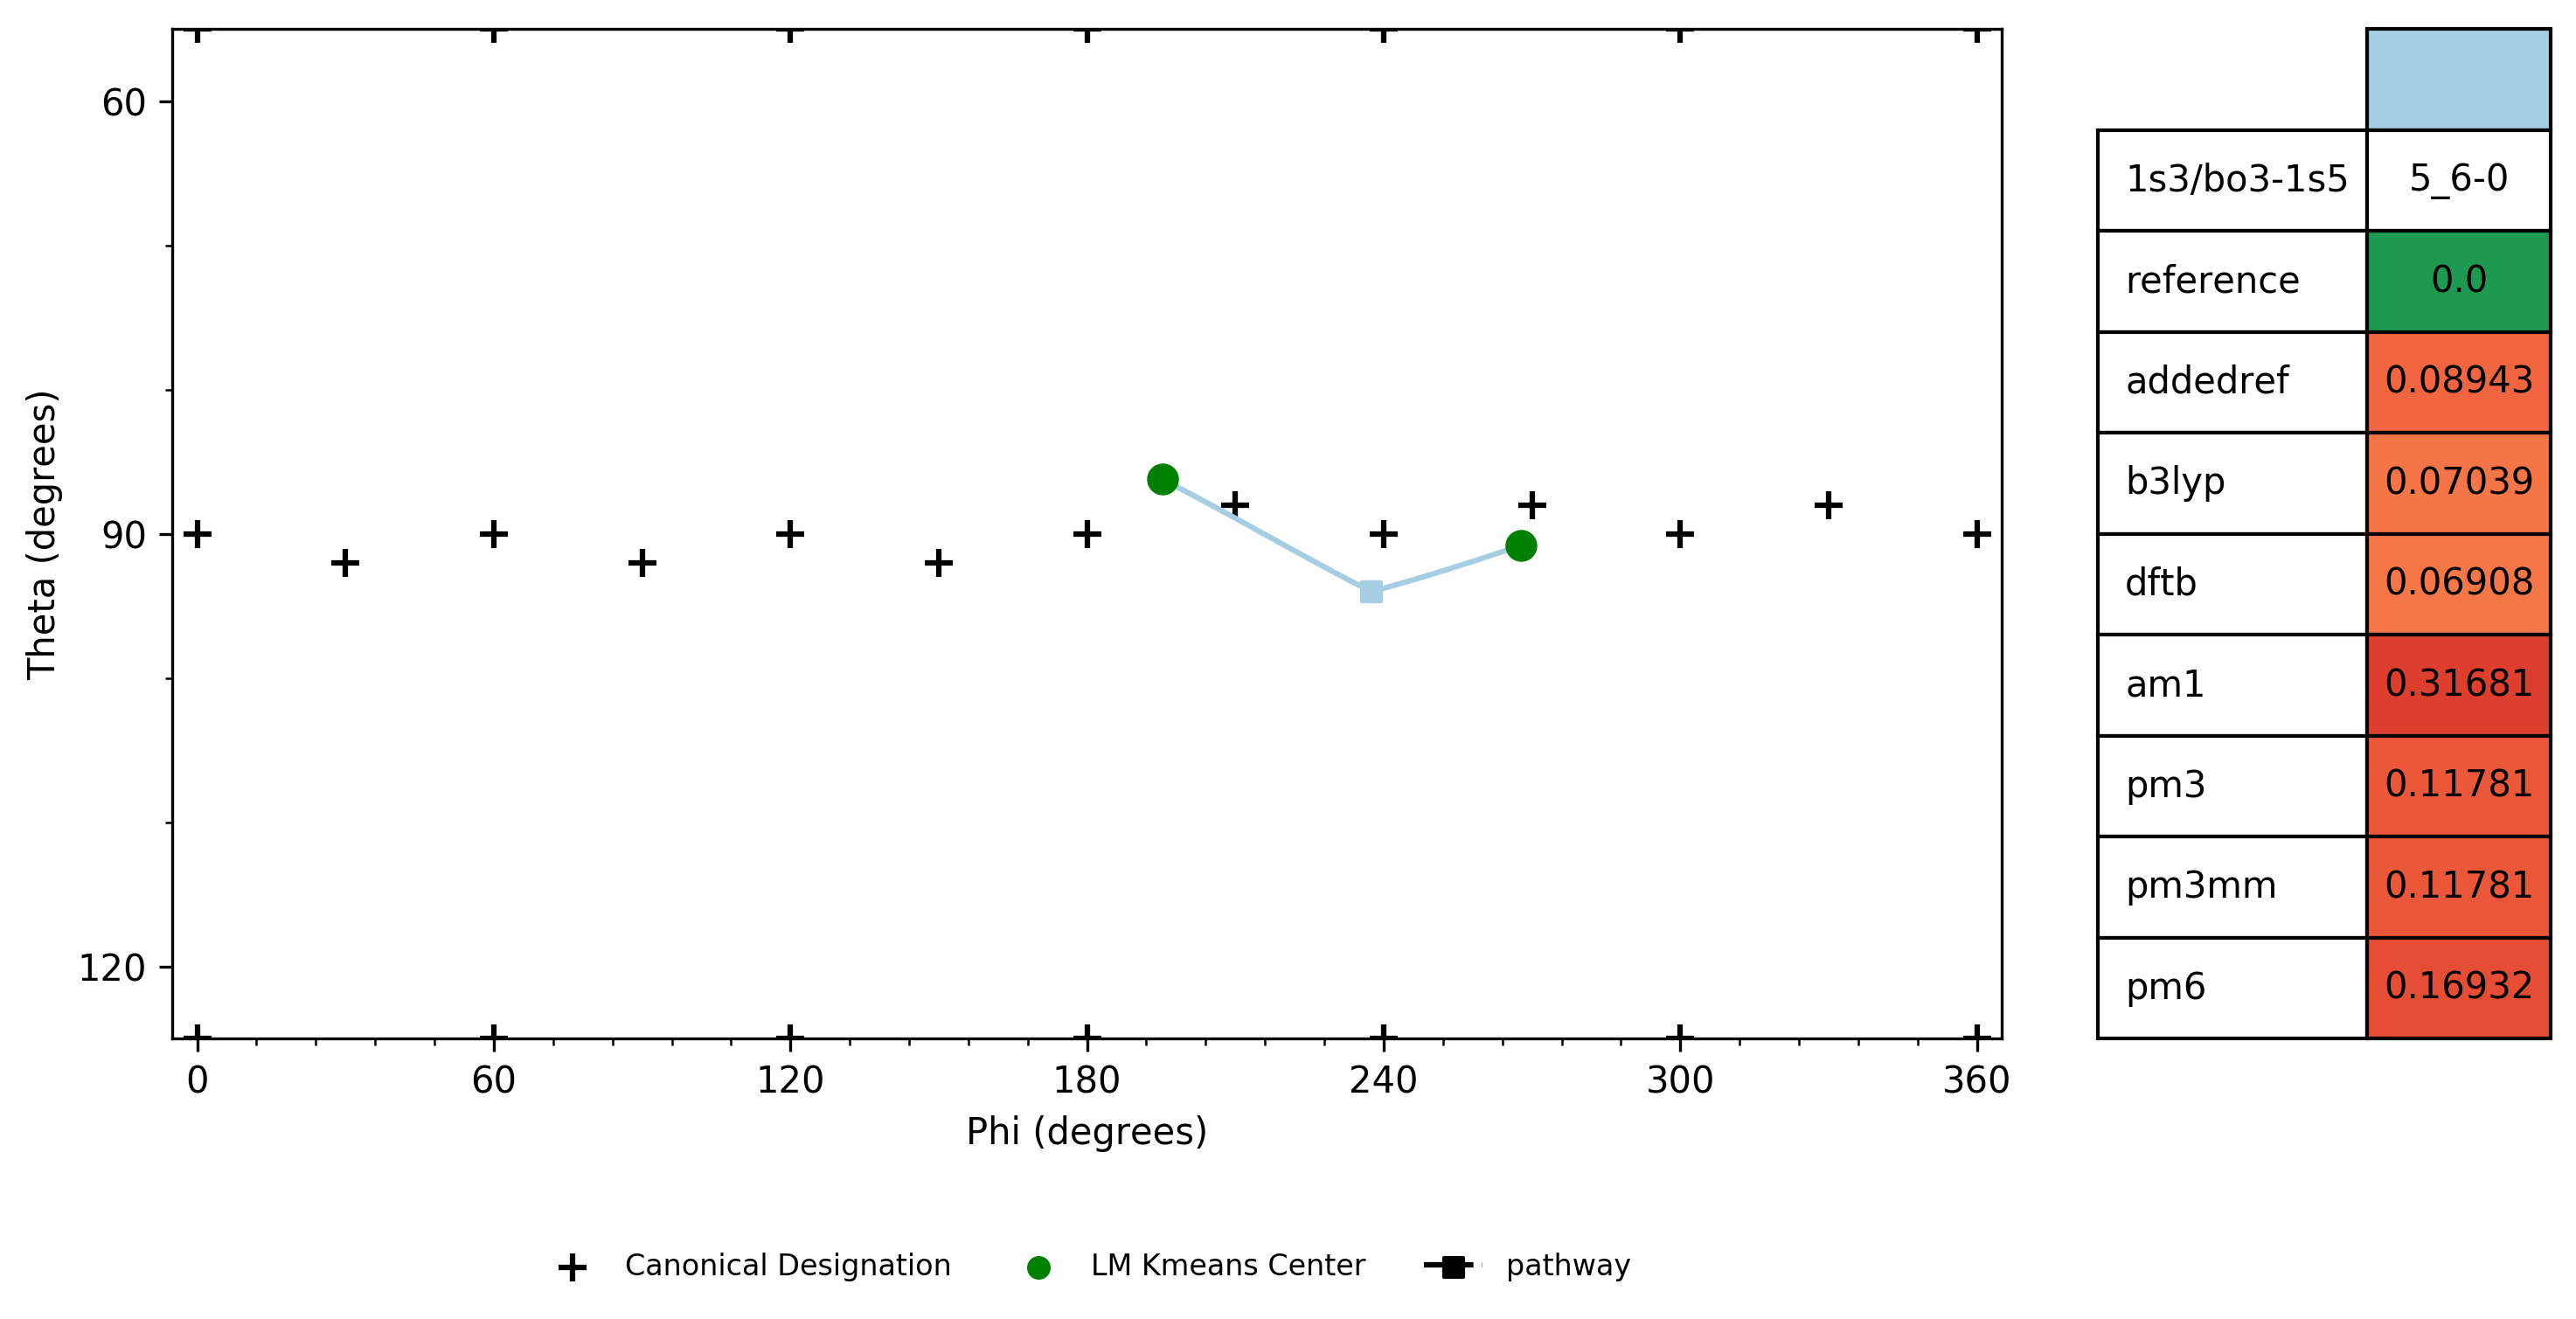 60
90
120
Theta (degrees)
0 60 120 180 240 300 360
Phi (degrees)
Canonical Designation LM Kmeans Center pathway
1s3/bo3-1s5 5_6-0
reference 0.0
addedref 0.08943
b3lyp 0.07039
dftb 0.06908
am1 0.31681
pm3 0.11781
pm3mm 0.11781
pm6 0.16932